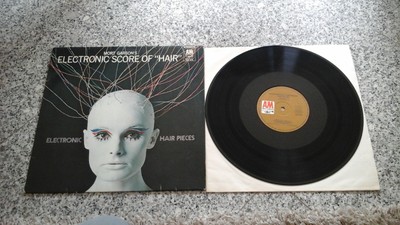 MORT GARSON'S
ELECTRONIC SCORE OF "HAIR"
A&M
ELECTRONIC
HAIR PIECES
A&M